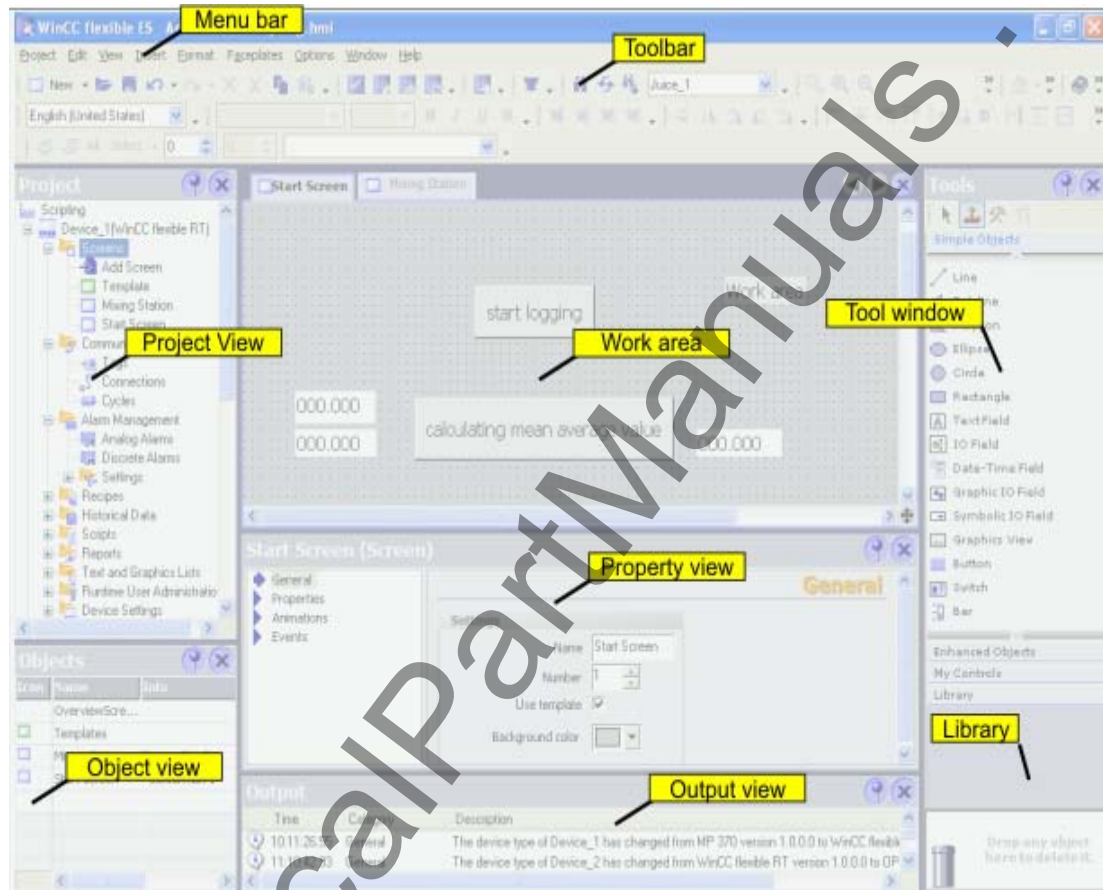 WinCC flexible ES
hmi
Menu bar
Project Edit View Insert Format Faceplates Options Window Help
Toolbar
New
Juice_1
English (United States)
0
Project
Start Screen
Mixing Station
Tools
Scripting
Device_1(WinCC flexible RT)
Screens
Add Screen
Template
Mixing Station
Start Screen
Project View
Connections
Cycles
Alarm Management
Analog Alarms
Discrete Alarms
Settings
Recipes
Historical Data
Scripts
Reports
Text and Graphics Lists
Runtime User Administratio
Device Settings
start logging
Work area
Work area
000.000
000.000
calculating mean average value
000.000
Simple Objects
Line
Tool window
Ellipse
Circle
Rectangle
TextField
IO Field
Date-Time Field
Graphic IO Field
Symbolic IO Field
Graphics View
Button
Switch
Bar
Enhanced Objects
My Controls
Library
Library
Start Screen (Screen)
Property view
General
General
Properties
Animations
Events
Settings
Name Start Screen
Number 1
Use template
Background color
Objects
Icon Name Info
OverviewScre...
Templates
Object view
Output
Output view
Time Category Description
General The device type of Device_1 has changed from MP 370 version 1.0.0.0 to WinCC flexible
General The device type of Device_2 has changed from WinCC flexible RT version 1.0.0.0 to OP
Drop any object
here to delete it.
calPartManuals.